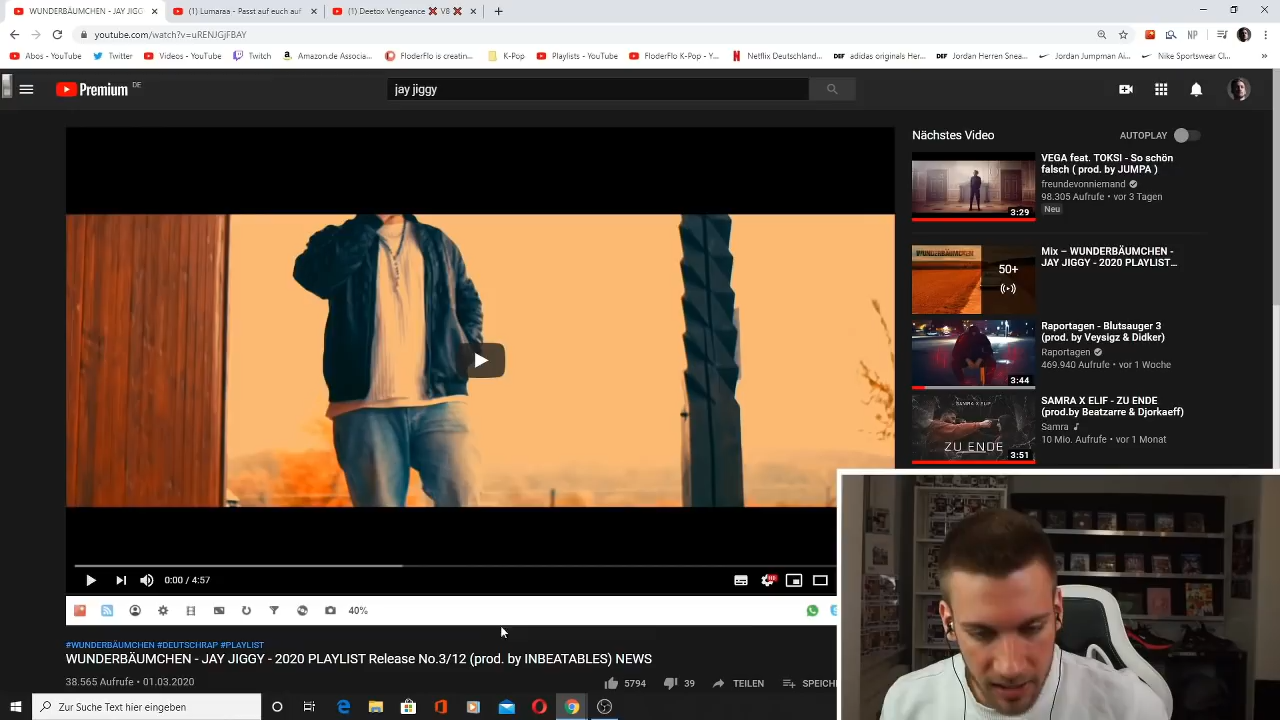 WUNDERBÄUMCHEN - JAY JIGGY -
(1) Lumaraa - Passt auf euch auf
(1) Deetox Vengeance ❌ V8 ❌
youtube.com/watch?v=uRENJGjFBAY
Abos - YouTube
Twitter
Videos - YouTube
Twitch
Amazon.de Associate...
FloderFlo is creatin...
K-Pop
Playlists - YouTube
FloderFlo K-Pop - Y...
Netflix Deutschland...
adidas originals Her...
Jordan Herren Snea...
Jordan Jumpman Ai...
Nike Sportswear Cl...
Premium DE
jay jiggy
Nächstes Video
AUTOPLAY
VEGA feat. TOKSI - So schön
falsch ( prod. by JUMPA )
freundevonniemand
98.305 Aufrufe • vor 3 Tagen
Neu
3:29
WUNDERBÄUMCHEN
50+
Mix – WUNDERBÄUMCHEN -
JAY JIGGY - 2020 PLAYLIST...
Raportagen - Blutsauger 3
(prod. by Veysigz & Didker)
Raportagen
469.940 Aufrufe • vor 1 Woche
3:44
SAMRA X ELIF - ZU ENDE
(prod.by Beatzarre & Djorkaeff)
Samra
10 Mio. Aufrufe • vor 1 Monat
SAMRA X ELIF
ZU ENDE
3:51
0:00 / 4:57
40%
#WUNDERBÄUMCHEN #DEUTSCHRAP #PLAYLIST
WUNDERBÄUMCHEN - JAY JIGGY - 2020 PLAYLIST Release No.3/12 (prod. by INBEATABLES) NEWS
38.565 Aufrufe • 01.03.2020
5794
39
TEILEN
SPEICH
Zur Suche Text hier eingeben